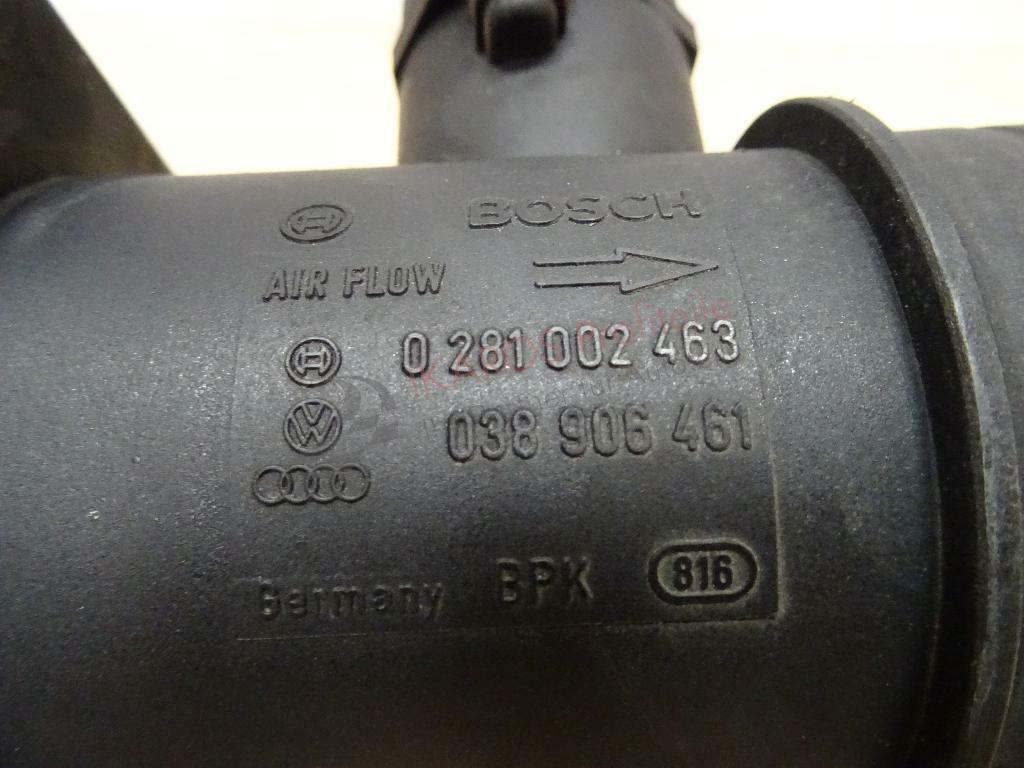 BOSCH
AIR FLOW
0 281 002 463
038 906 461
Germany BPK 816